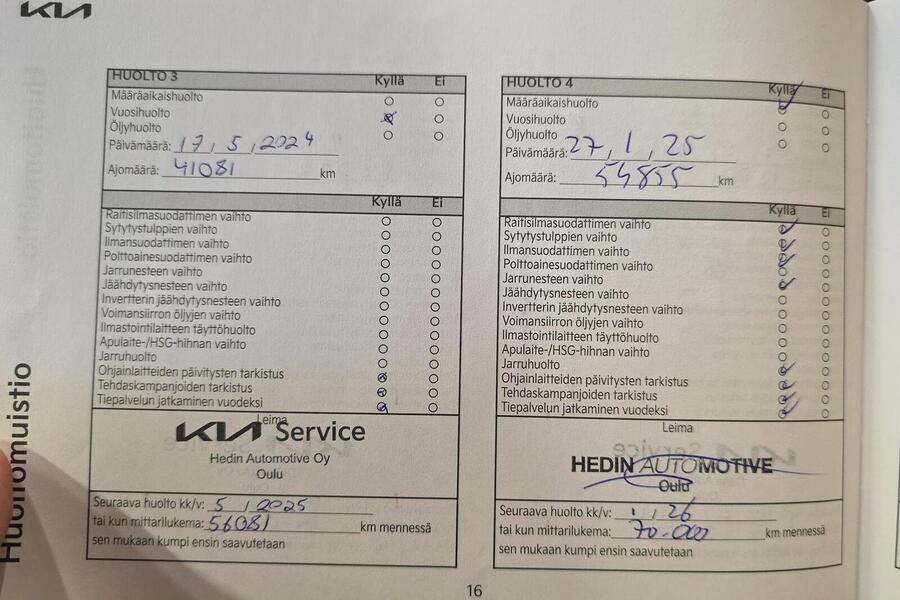 KIA
Huoltomuistio
HUOLTO 3 Kyllä Ei
Määräaikaishuolto
Vuosihuolto
Öljyhuolto
Päivämäärä: 17, 5, 2024
Ajomäärä: 41081 km
Kyllä Ei
Raitisilmasuodattimen vaihto
Sytytystulppien vaihto
Ilmansuodattimen vaihto
Polttoainesuodattimen vaihto
Jarrunesteen vaihto
Jäähdytysnesteen vaihto
Invertterin jäähdytysnesteen vaihto
Voimansiirron öljyjen vaihto
Ilmastointilaitteen täyttöhuolto
Apulaite-/HSG-hihnan vaihto
Jarruhuolto
Ohjainlaitteiden päivitysten tarkistus
Tehdaskampanjoiden tarkistus
Tiepalvelun jatkaminen vuodeksi
Leima
KIA Service
Hedin Automotive Oy
Oulu
Seuraava huolto kk/v: 5, 2025
tai kun mittarilukema: 56081 km mennessä
sen mukaan kumpi ensin saavutetaan
HUOLTO 4 Kyllä Ei
Määräaikaishuolto
Vuosihuolto
Öljyhuolto
Päivämäärä: 27, 1, 25
Ajomäärä: 54855 km
Kyllä Ei
Raitisilmasuodattimen vaihto
Sytytystulppien vaihto
Ilmansuodattimen vaihto
Polttoainesuodattimen vaihto
Jarrunesteen vaihto
Jäähdytysnesteen vaihto
Invertterin jäähdytysnesteen vaihto
Voimansiirron öljyjen vaihto
Ilmastointilaitteen täyttöhuolto
Apulaite-/HSG-hihnan vaihto
Jarruhuolto
Ohjainlaitteiden päivitysten tarkistus
Tehdaskampanjoiden tarkistus
Tiepalvelun jatkaminen vuodeksi
Leima
HEDIN AUTOMOTIVE
Oulu
Seuraava huolto kk/v: 1, 26
tai kun mittarilukema: 70.000 km mennessä
sen mukaan kumpi ensin saavutetaan
16